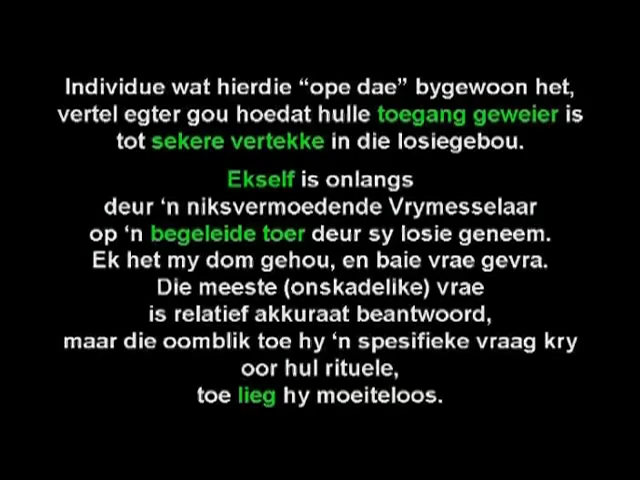 Individue wat hierdie “ope dae” bygewoon het,
vertel egter gou hoedat hulle toegang geweier is
tot sekere vertekke in die losiegebou.
Ekself is onlangs
deur ‘n niksvermoedende Vrymesselaar
op ‘n begeleide toer deur sy losie geneem.
Ek het my dom gehou, en baie vrae gevra.
Die meeste (onskadelike) vrae
is relatief akkuraat beantwoord,
maar die oomblik toe hy ‘n spesifieke vraag kry
oor hul rituele,
toe lieg hy moeiteloos.